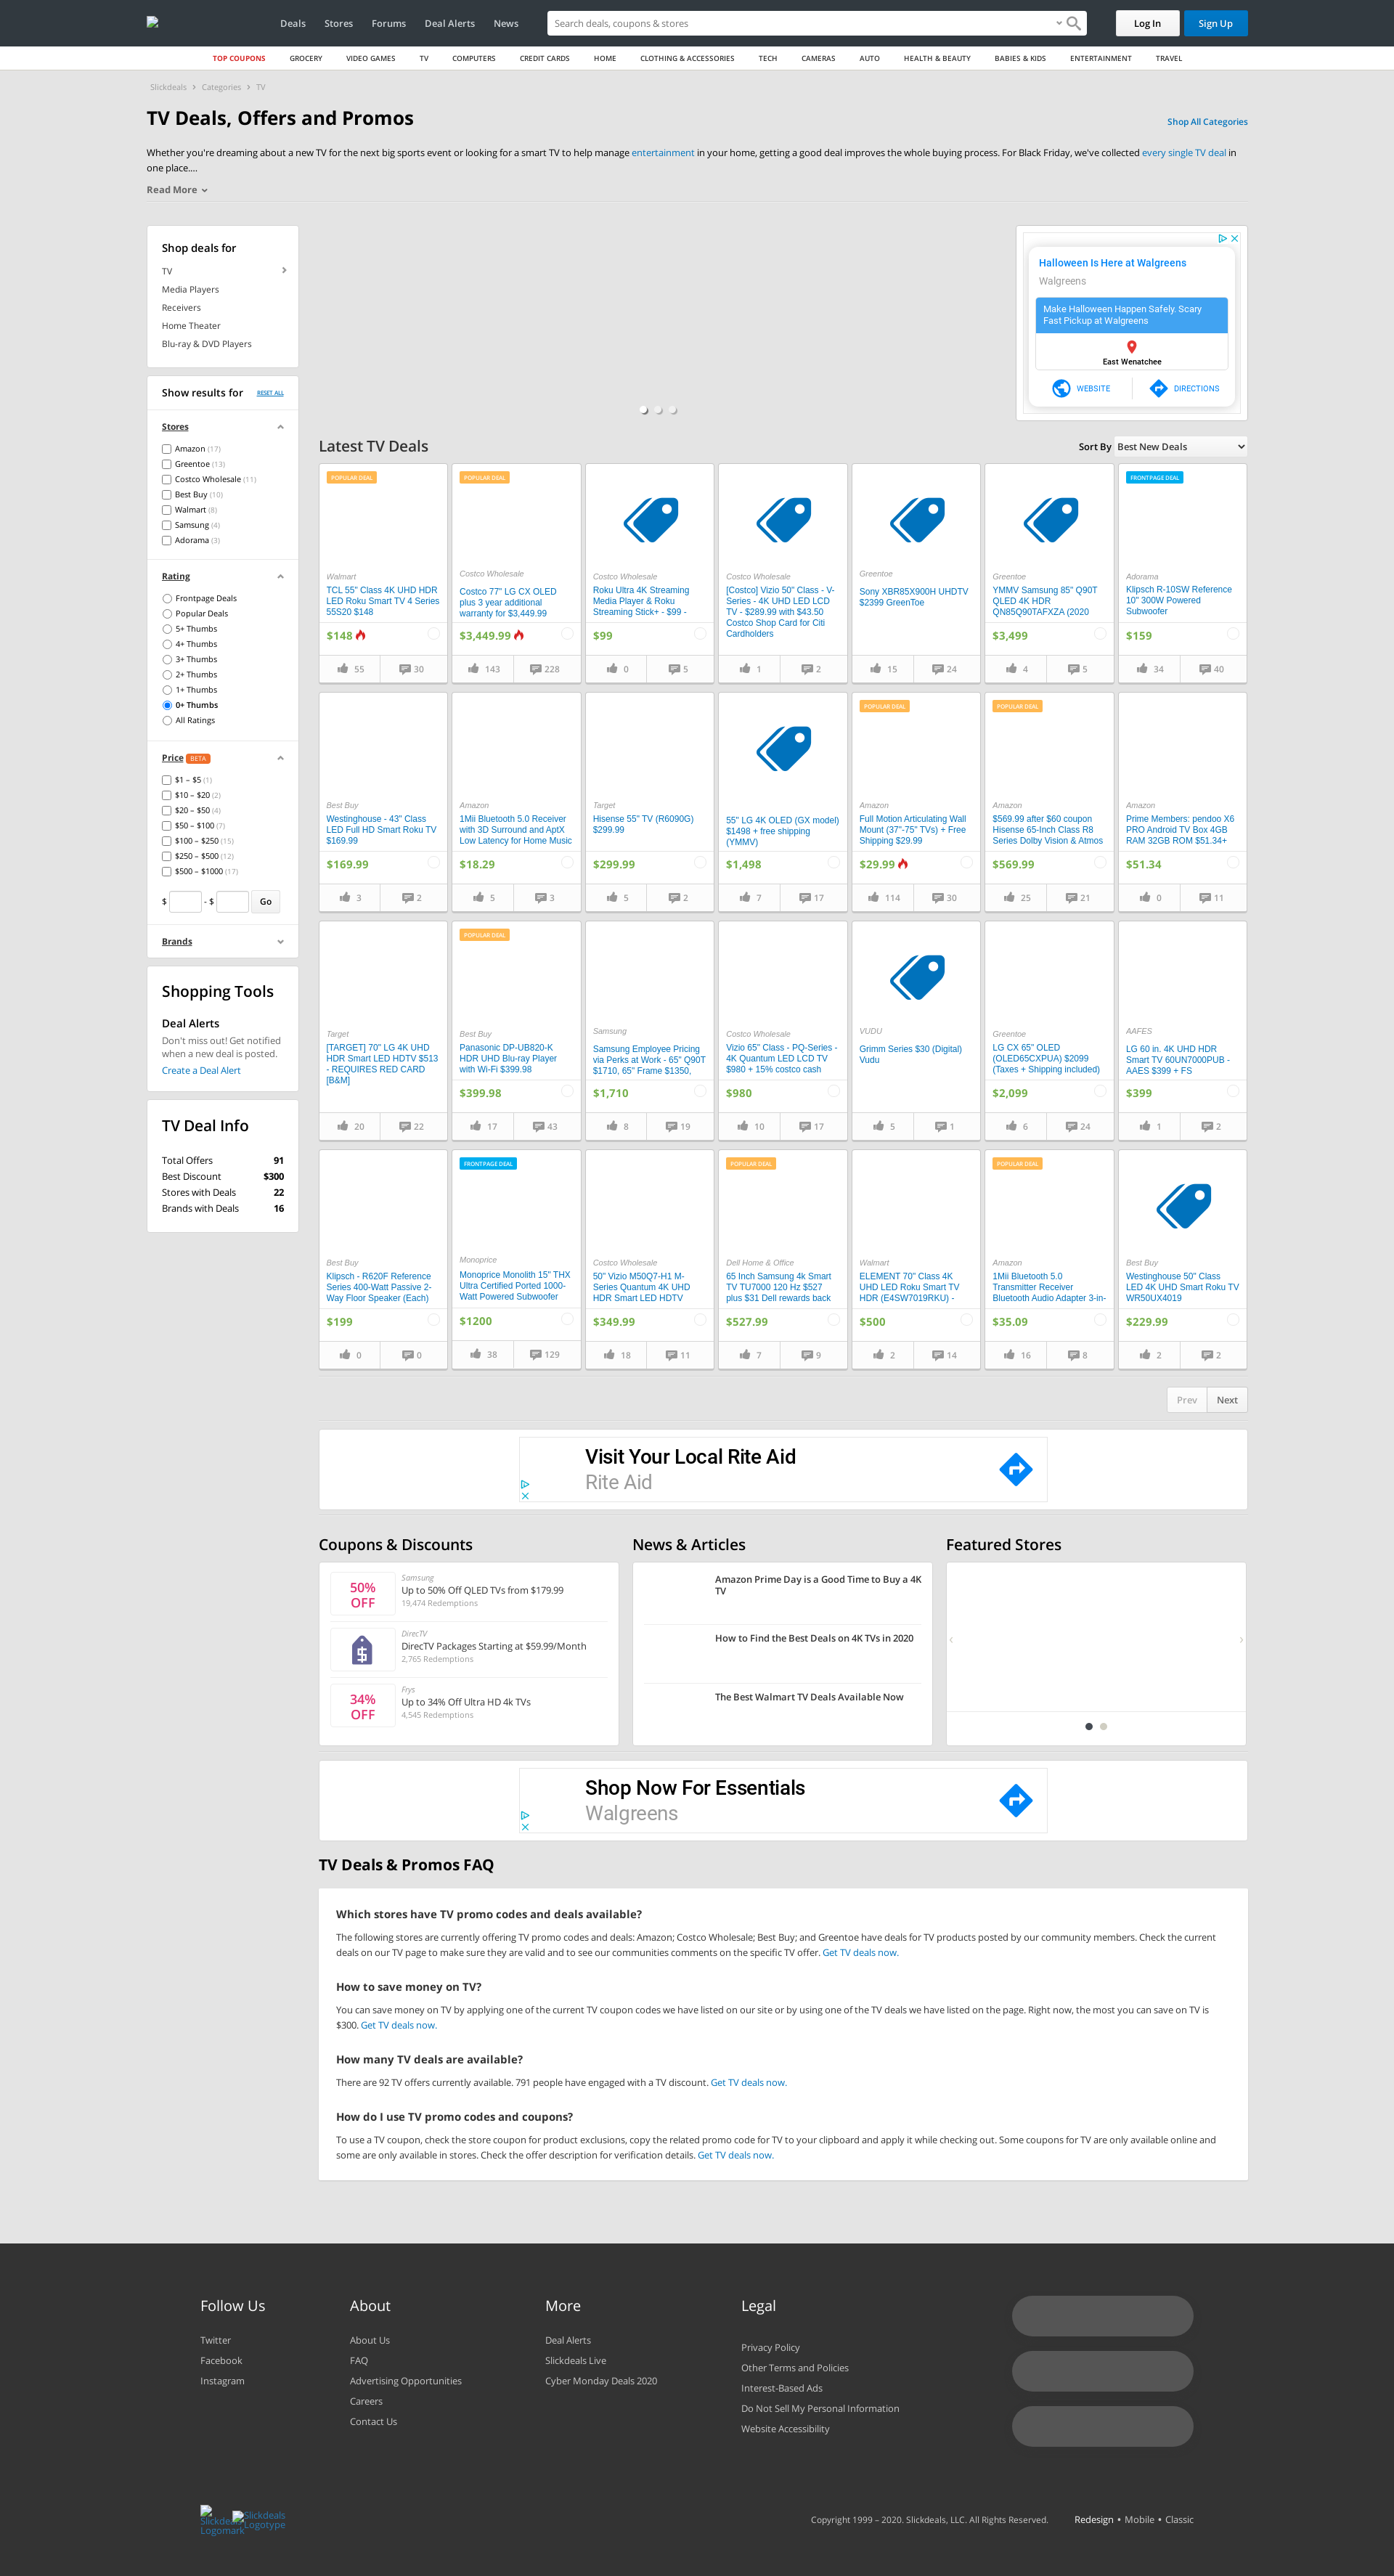 Deals
Stores
Forums
Deal Alerts
News
Search deals, coupons & stores
Log In
Sign Up
TOP COUPONS
GROCERY
VIDEO GAMES
TV
COMPUTERS
CREDIT CARDS
HOME
CLOTHING & ACCESSORIES
TECH
CAMERAS
AUTO
HEALTH & BEAUTY
BABIES & KIDS
ENTERTAINMENT
TRAVEL
Slickdeals › Categories › TV
TV Deals, Offers and Promos
Shop All Categories
Whether you're dreaming about a new TV for the next big sports event or looking for a smart TV to help manage entertainment in your home, getting a good deal improves the whole buying process. For Black Friday, we've collected every single TV deal in
one place....
Read More
Shop deals for
TV
Media Players
Receivers
Home Theater
Blu-ray & DVD Players
Show results for
RESET ALL
Stores
Amazon (17)
Greentoe (13)
Costco Wholesale (11)
Best Buy (10)
Walmart (8)
Samsung (4)
Adorama (3)
Rating
Frontpage Deals
Popular Deals
5+ Thumbs
4+ Thumbs
3+ Thumbs
2+ Thumbs
1+ Thumbs
0+ Thumbs
All Ratings
Price BETA
$1 – $5 (1)
$10 – $20 (2)
$20 – $50 (4)
$50 – $100 (7)
$100 – $250 (15)
$250 – $500 (12)
$500 – $1000 (17)
$ - $ Go
Brands
Shopping Tools
Deal Alerts
Don't miss out! Get notified
when a new deal is posted.
Create a Deal Alert
TV Deal Info
Total Offers 91
Best Discount $300
Stores with Deals 22
Brands with Deals 16
Halloween Is Here at Walgreens
Walgreens
Make Halloween Happen Safely. Scary
Fast Pickup at Walgreens
East Wenatchee
WEBSITE
DIRECTIONS
Latest TV Deals
Sort By Best New Deals
POPULAR DEAL
Walmart
TCL 55" Class 4K UHD HDR
LED Roku Smart TV 4 Series
55S20 $148
$148
55 30
POPULAR DEAL
Costco Wholesale
Costco 77" LG CX OLED
plus 3 year additional
warranty for $3,449.99
$3,449.99
143 228
Costco Wholesale
Roku Ultra 4K Streaming
Media Player & Roku
Streaming Stick+ - $99 -
$99
0 5
Costco Wholesale
[Costco] Vizio 50" Class - V-
Series - 4K UHD LED LCD
TV - $289.99 with $43.50
Costco Shop Card for Citi
Cardholders
1 2
Greentoe
Sony XBR85X900H UHDTV
$2399 GreenToe
15 24
Greentoe
YMMV Samsung 85" Q90T
QLED 4K HDR
QN85Q90TAFXZA (2020
$3,499
4 5
FRONTPAGE DEAL
Adorama
Klipsch R-10SW Reference
10" 300W Powered
Subwoofer
$159
34 40
Best Buy
Westinghouse - 43" Class
LED Full HD Smart Roku TV
$169.99
$169.99
3 2
Amazon
1Mii Bluetooth 5.0 Receiver
with 3D Surround and AptX
Low Latency for Home Music
$18.29
5 3
Target
Hisense 55" TV (R6090G)
$299.99
$299.99
5 2
55" LG 4K OLED (GX model)
$1498 + free shipping
(YMMV)
$1,498
7 17
POPULAR DEAL
Amazon
Full Motion Articulating Wall
Mount (37"-75" TVs) + Free
Shipping $29.99
$29.99
114 30
POPULAR DEAL
Amazon
$569.99 after $60 coupon
Hisense 65-Inch Class R8
Series Dolby Vision & Atmos
$569.99
25 21
Amazon
Prime Members: pendoo X6
PRO Android TV Box 4GB
RAM 32GB ROM $51.34+
$51.34
0 11
Target
[TARGET] 70" LG 4K UHD
HDR Smart LED HDTV $513
- REQUIRES RED CARD
[B&M]
20 22
POPULAR DEAL
Best Buy
Panasonic DP-UB820-K
HDR UHD Blu-ray Player
with Wi-Fi $399.98
$399.98
17 43
Samsung
Samsung Employee Pricing
via Perks at Work - 65" Q90T
$1710, 65" Frame $1350,
$1,710
8 19
Costco Wholesale
Vizio 65" Class - PQ-Series -
4K Quantum LED LCD TV
$980 + 15% costco cash
$980
10 17
VUDU
Grimm Series $30 (Digital)
Vudu
5 1
Greentoe
LG CX 65" OLED
(OLED65CXPUA) $2099
(Taxes + Shipping included)
$2,099
6 24
AAFES
LG 60 in. 4K UHD HDR
Smart TV 60UN7000PUB -
AAES $399 + FS
$399
1 2
Best Buy
Klipsch - R620F Reference
Series 400-Watt Passive 2-
Way Floor Speaker (Each)
$199
0 0
FRONTPAGE DEAL
Monoprice
Monoprice Monolith 15" THX
Ultra Certified Ported 1000-
Watt Powered Subwoofer
$1200
38 129
Costco Wholesale
50" Vizio M50Q7-H1 M-
Series Quantum 4K UHD
HDR Smart LED HDTV
$349.99
18 11
POPULAR DEAL
Dell Home & Office
65 Inch Samsung 4k Smart
TV TU7000 120 Hz $527
plus $31 Dell rewards back
$527.99
7 9
Walmart
ELEMENT 70" Class 4K
UHD LED Roku Smart TV
HDR (E4SW7019RKU) -
$500
2 14
POPULAR DEAL
Amazon
1Mii Bluetooth 5.0
Transmitter Receiver
Bluetooth Audio Adapter 3-in-
$35.09
16 8
Best Buy
Westinghouse 50" Class
LED 4K UHD Smart Roku TV
WR50UX4019
$229.99
2 2
Prev
Next
Visit Your Local Rite Aid
Rite Aid
Coupons & Discounts
50%
OFF
Samsung
Up to 50% Off QLED TVs from $179.99
19,474 Redemptions
DirecTV
DirecTV Packages Starting at $59.99/Month
2,765 Redemptions
34%
OFF
Frys
Up to 34% Off Ultra HD 4k TVs
4,545 Redemptions
News & Articles
Amazon Prime Day is a Good Time to Buy a 4K
TV
How to Find the Best Deals on 4K TVs in 2020
The Best Walmart TV Deals Available Now
Featured Stores
Shop Now For Essentials
Walgreens
TV Deals & Promos FAQ
Which stores have TV promo codes and deals available?
The following stores are currently offering TV promo codes and deals: Amazon; Costco Wholesale; Best Buy; and Greentoe have deals for TV products posted by our community members. Check the current
deals on our TV page to make sure they are valid and to see our communities comments on the specific TV offer. Get TV deals now.
How to save money on TV?
You can save money on TV by applying one of the current TV coupon codes we have listed on our site or by using one of the TV deals we have listed on the page. Right now, the most you can save on TV is
$300. Get TV deals now.
How many TV deals are available?
There are 92 TV offers currently available. 791 people have engaged with a TV discount. Get TV deals now.
How do I use TV promo codes and coupons?
To use a TV coupon, check the store coupon for product exclusions, copy the related promo code for TV to your clipboard and apply it while checking out. Some coupons for TV are only available online and
some are only available in stores. Check the offer description for verification details. Get TV deals now.
Follow Us
Twitter
Facebook
Instagram
About
About Us
FAQ
Advertising Opportunities
Careers
Contact Us
More
Deal Alerts
Slickdeals Live
Cyber Monday Deals 2020
Legal
Privacy Policy
Other Terms and Policies
Interest-Based Ads
Do Not Sell My Personal Information
Website Accessibility
Slickdeals
Logomark
Slickdeals
Logotype
Copyright 1999 – 2020. Slickdeals, LLC. All Rights Reserved.
Redesign • Mobile • Classic